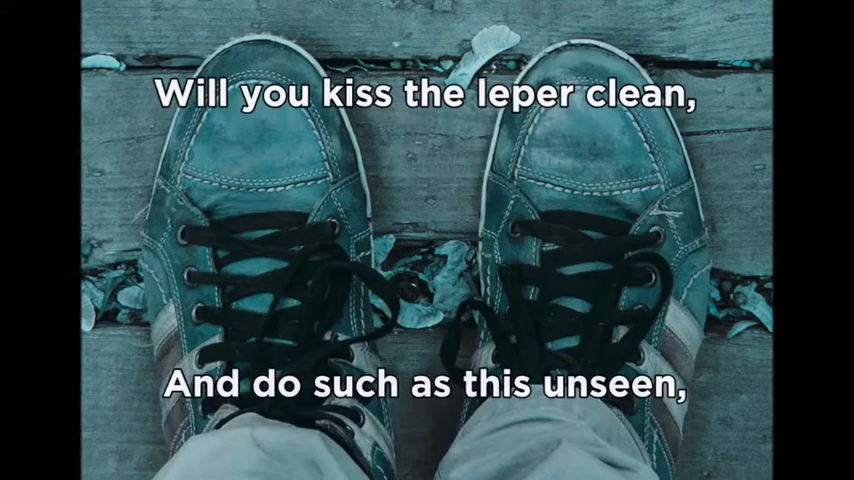 Will you kiss the leper clean,
And do such as this unseen,